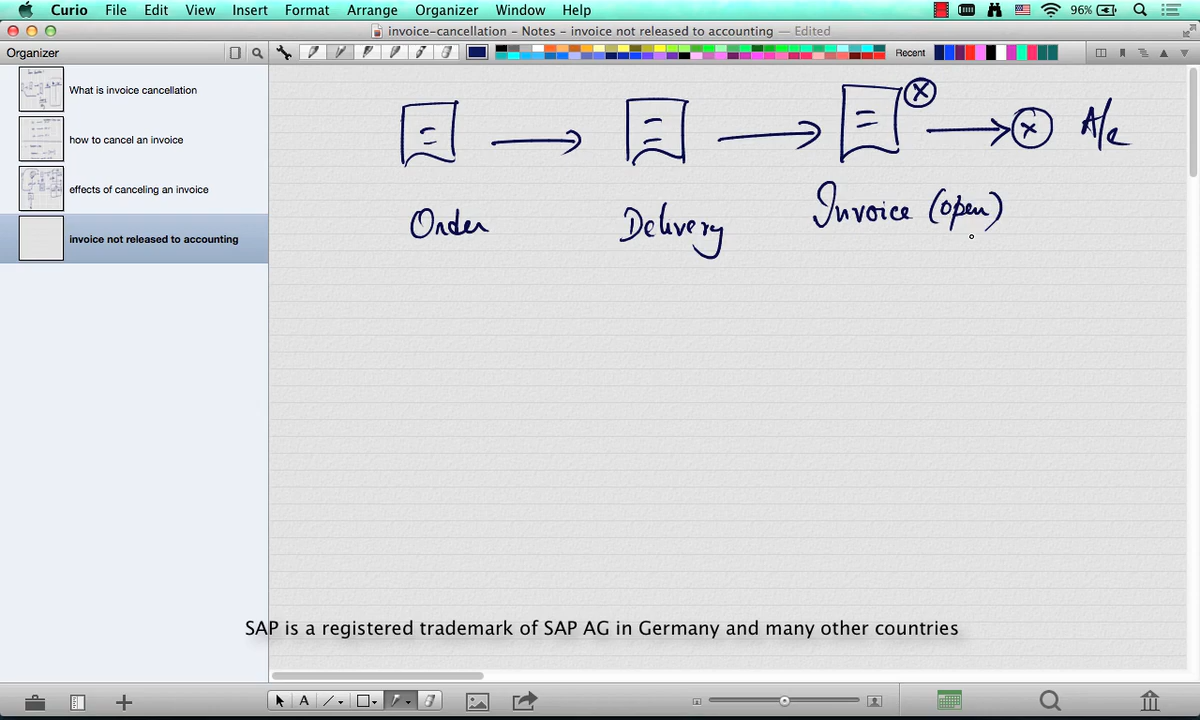 Curio File Edit View Insert Format Arrange Organizer Window Help 96%
invoice-cancellation – Notes – invoice not released to accounting — Edited
Organizer
Recent
What is invoice cancellation
how to cancel an invoice
effects of canceling an invoice
invoice not released to accounting
X
X A/c
Order Delivery Invoice (open)
SAP is a registered trademark of SAP AG in Germany and many other countries
A